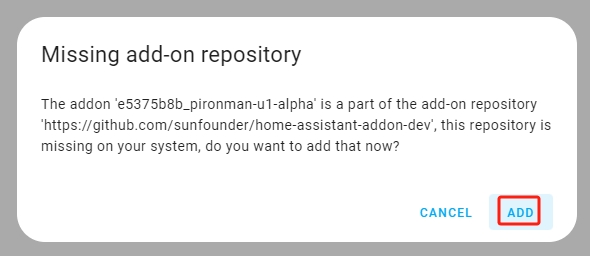 Missing add-on repository
The addon 'e5375b8b_pironman-u1-alpha' is a part of the add-on repository
'https://github.com/sunfounder/home-assistant-addon-dev', this repository is
missing on your system, do you want to add that now?
CANCEL ADD